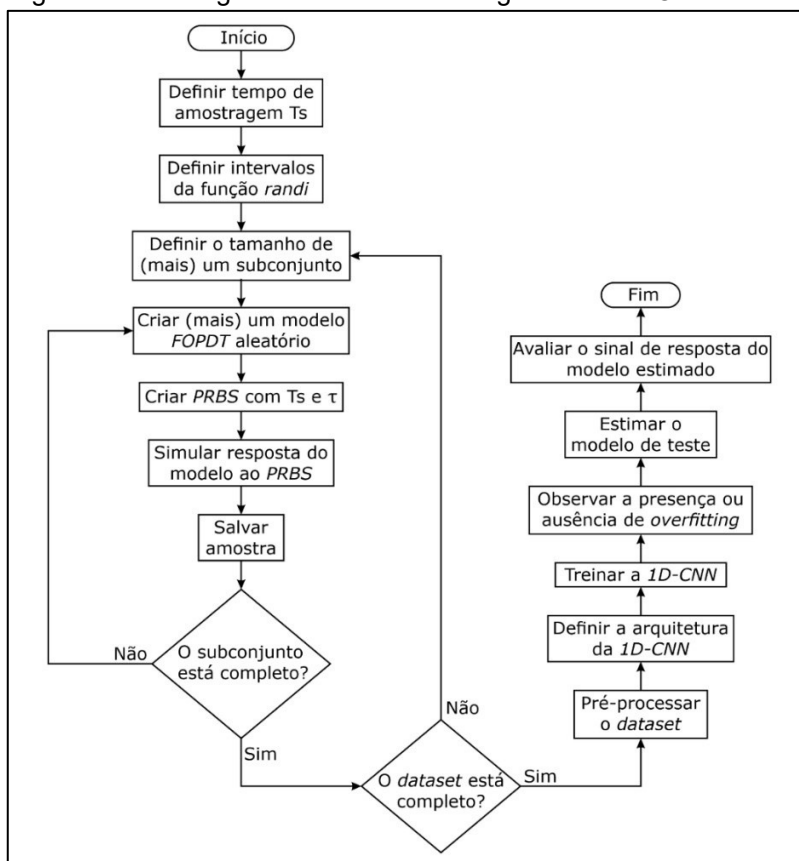 Início
Definir tempo de
amostragem Ts
Definir intervalos
da função randi
Definir o tamanho de
(mais) um subconjunto
Criar (mais) um modelo
FOPDT aleatório
Criar PRBS com Ts e τ
Simular resposta do
modelo ao PRBS
Salvar
amostra
Não
O subconjunto
está completo?
Sim
Não
O dataset está
completo?
Sim
Pré-processar
o dataset
Definir a arquitetura
da 1D-CNN
Treinar a 1D-CNN
Observar a presença ou
ausência de overfitting
Estimar o
modelo de teste
Avaliar o sinal de resposta do
modelo estimado
Fim